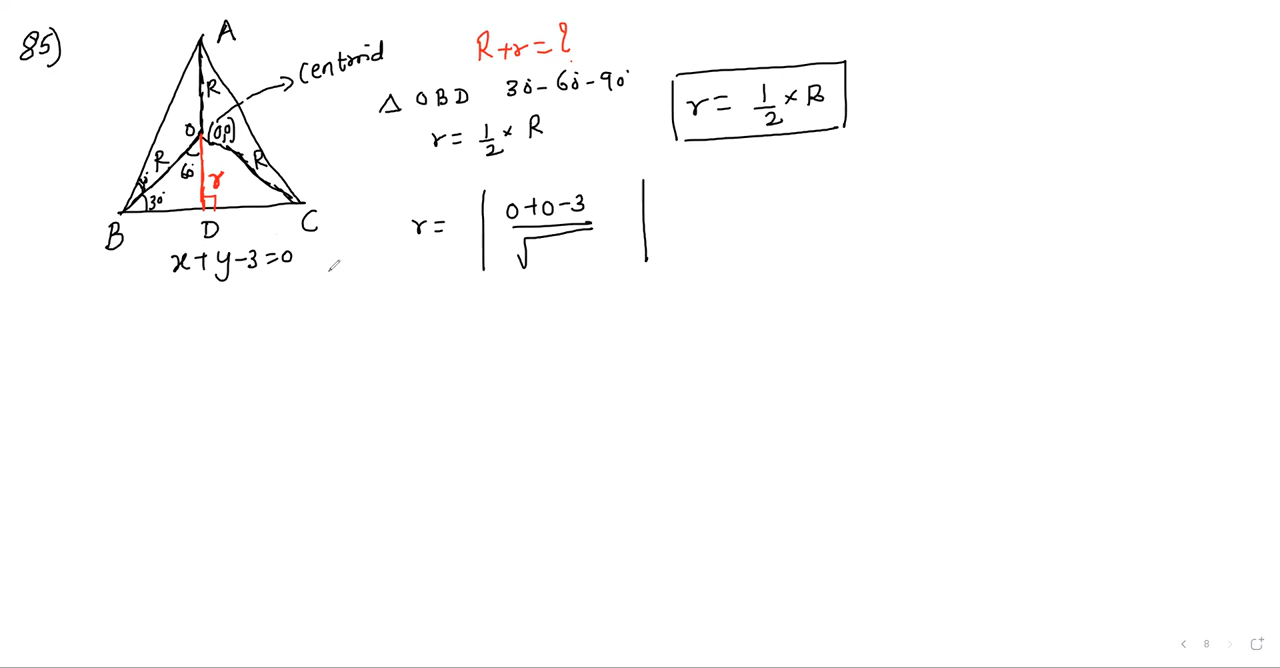 85)
A
Centroid
R
O (0,0)
R
R
60°
r
30°
B
D
C
x + y - 3 = 0
R + r = ?
△ OBD 30° - 60° - 90°
r = 1/2 × R
r = 1/2 × R
r = | (0 + 0 - 3) / √ |
8